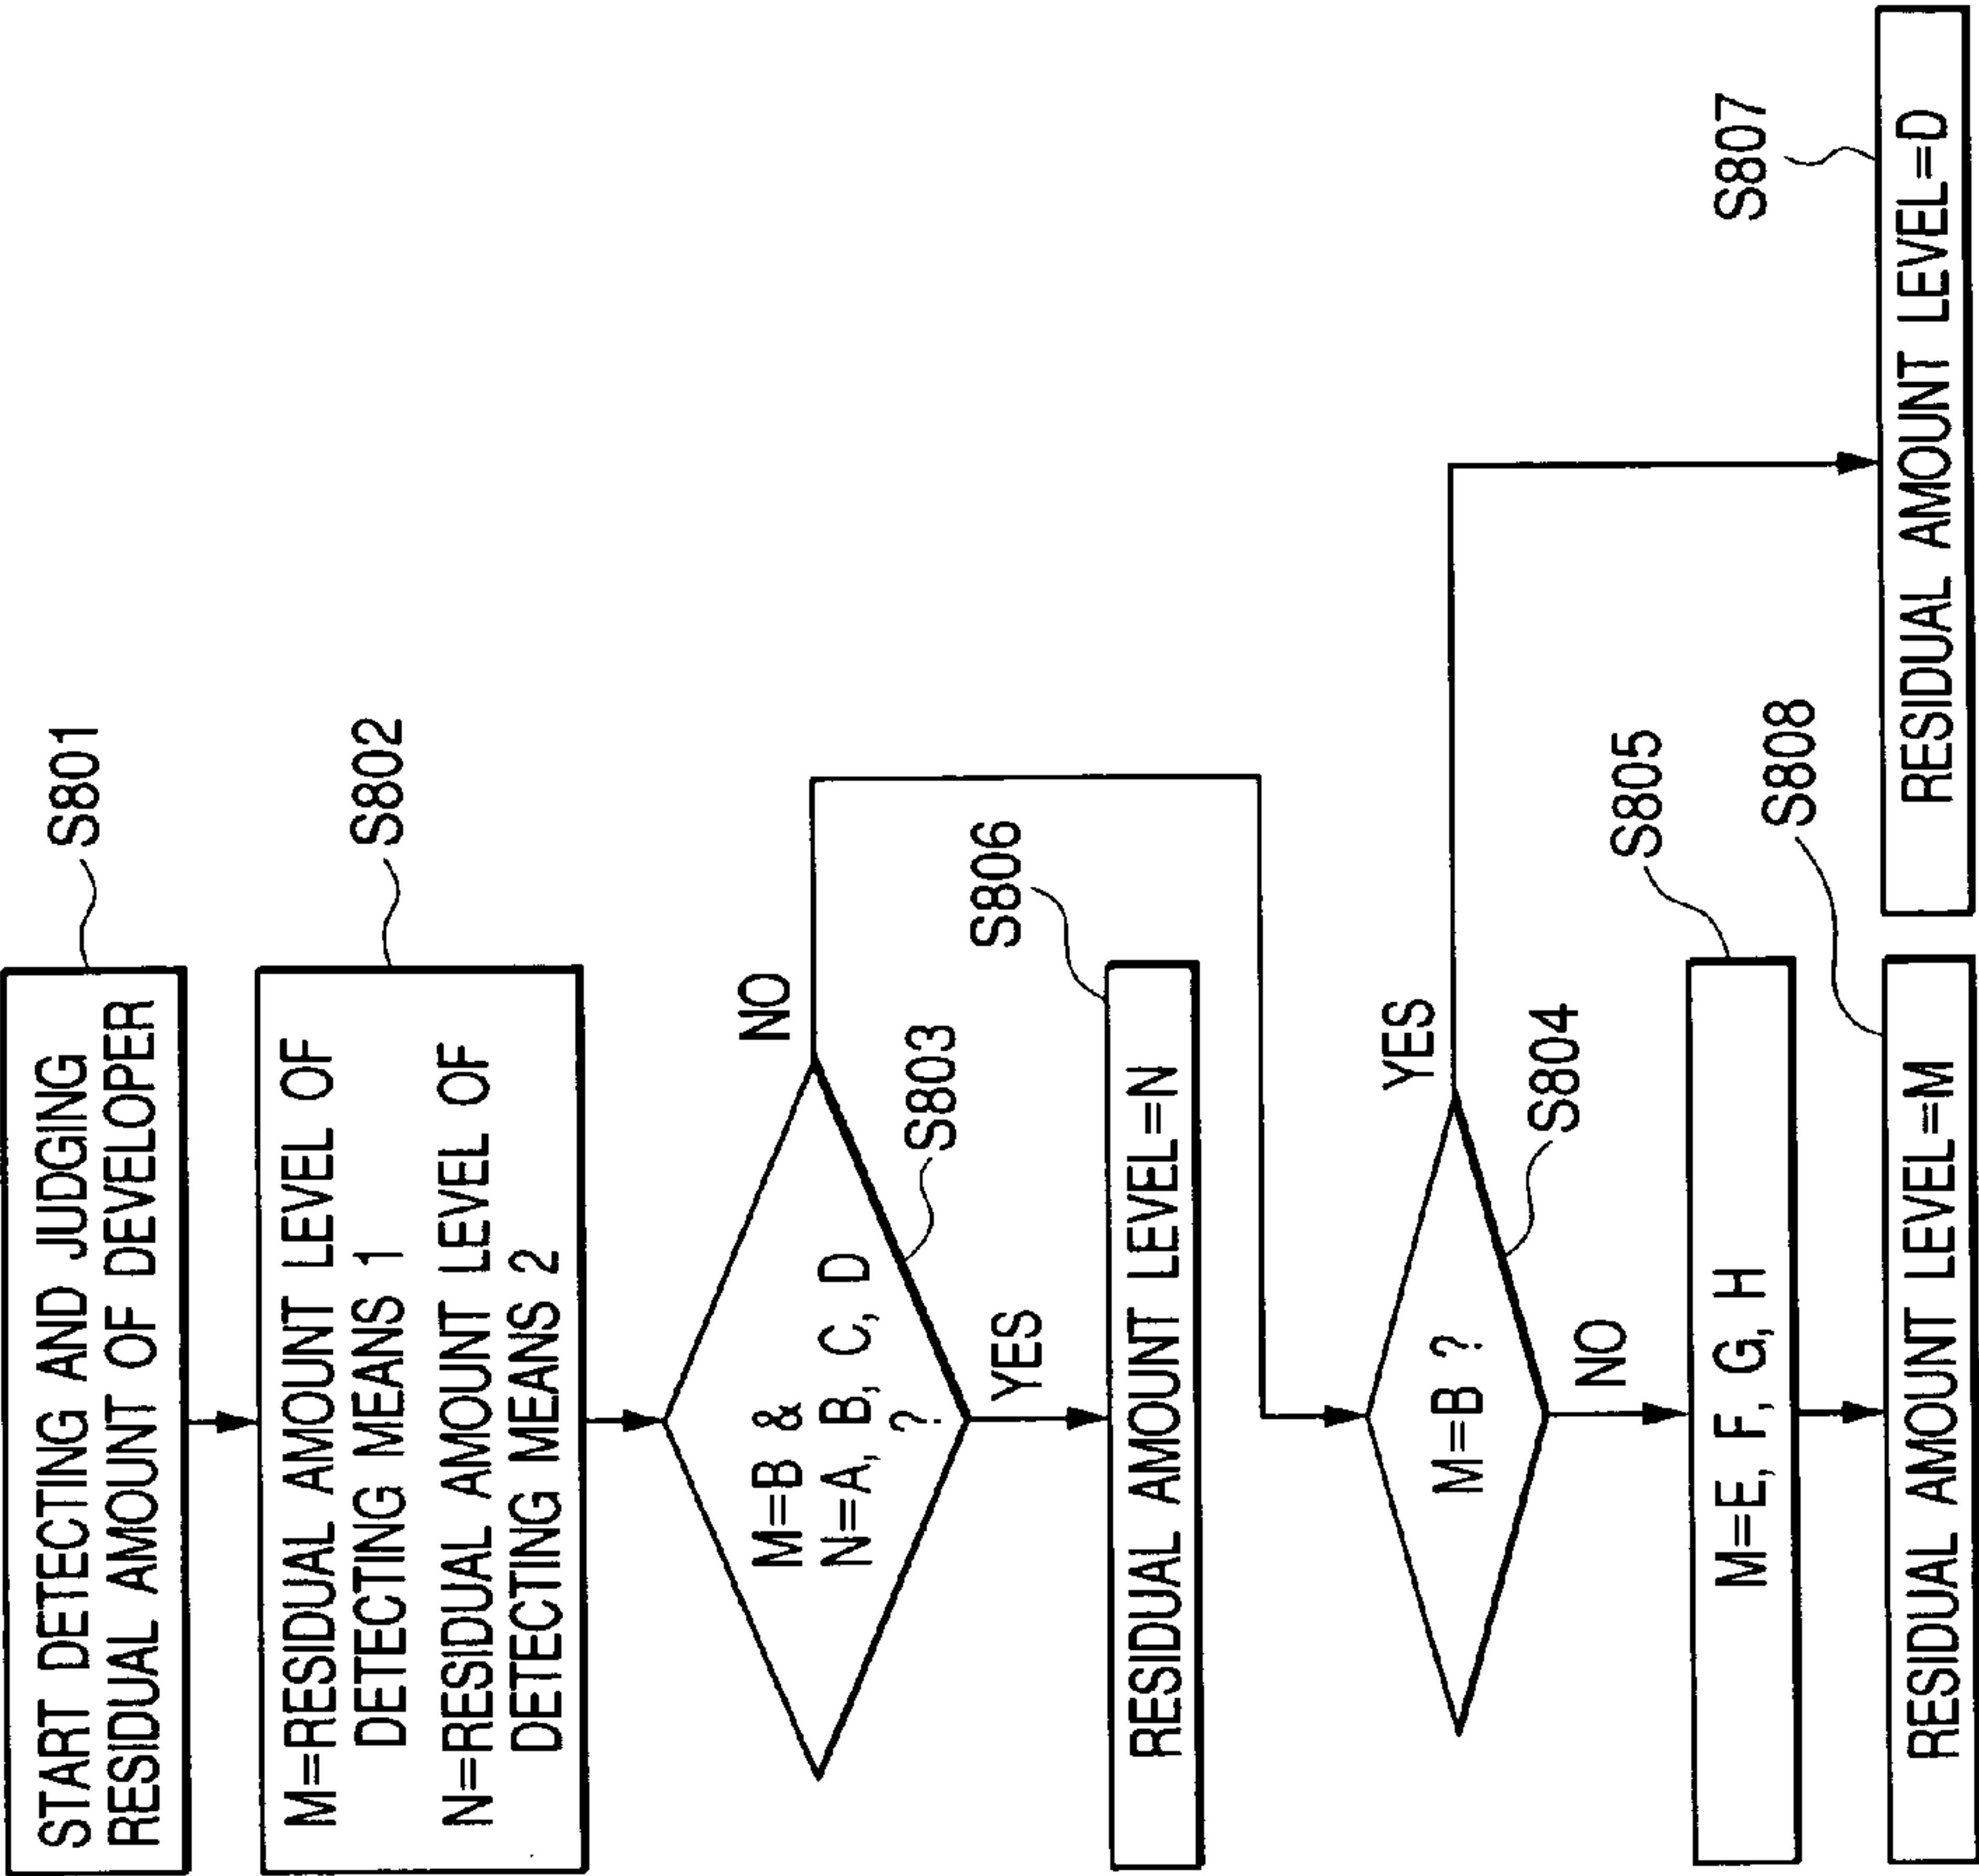 START DETECTING AND JUDGING
RESIDUAL AMOUNT OF DEVELOPER
S801
M=RESIDUAL AMOUNT LEVEL OF
DETECTING MEANS 1
N=RESIDUAL AMOUNT LEVEL OF
DETECTING MEANS 2
S802
M=B &
N=A, B, C, D
?
NO
S803
YES
S806
RESIDUAL AMOUNT LEVEL=N
M=B ?
YES
S804
NO
S805
M=E, F, G, H
S808
RESIDUAL AMOUNT LEVEL=M
S807
RESIDUAL AMOUNT LEVEL=D